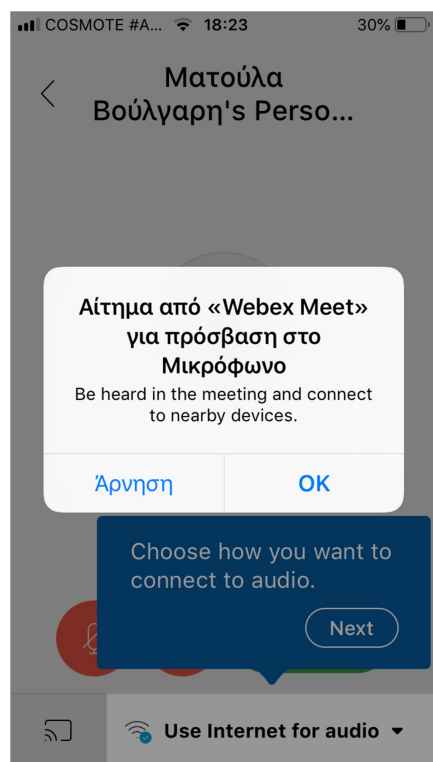 COSMOTE #A... 18:23 30%
Ματούλα
Βούλγαρη's Perso...
Αίτημα από «Webex Meet»
για πρόσβαση στο
Μικρόφωνο
Be heard in the meeting and connect
to nearby devices.
Άρνηση OK
Choose how you want to
connect to audio.
Next
Use Internet for audio